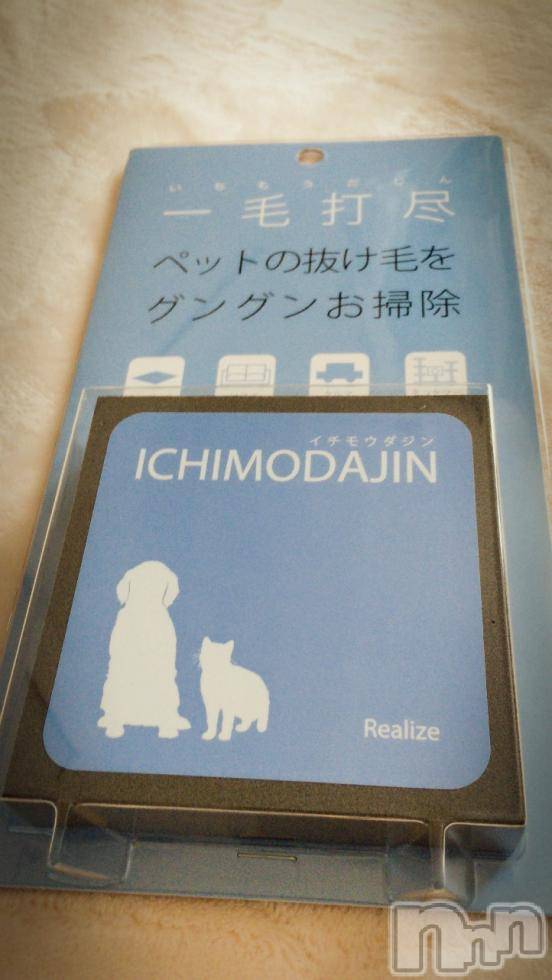 いちもうだじん
一毛打尽
ペットの抜け毛を
グングンお掃除
イチモウダジン
ICHIMODAJIN
Realize
nnn